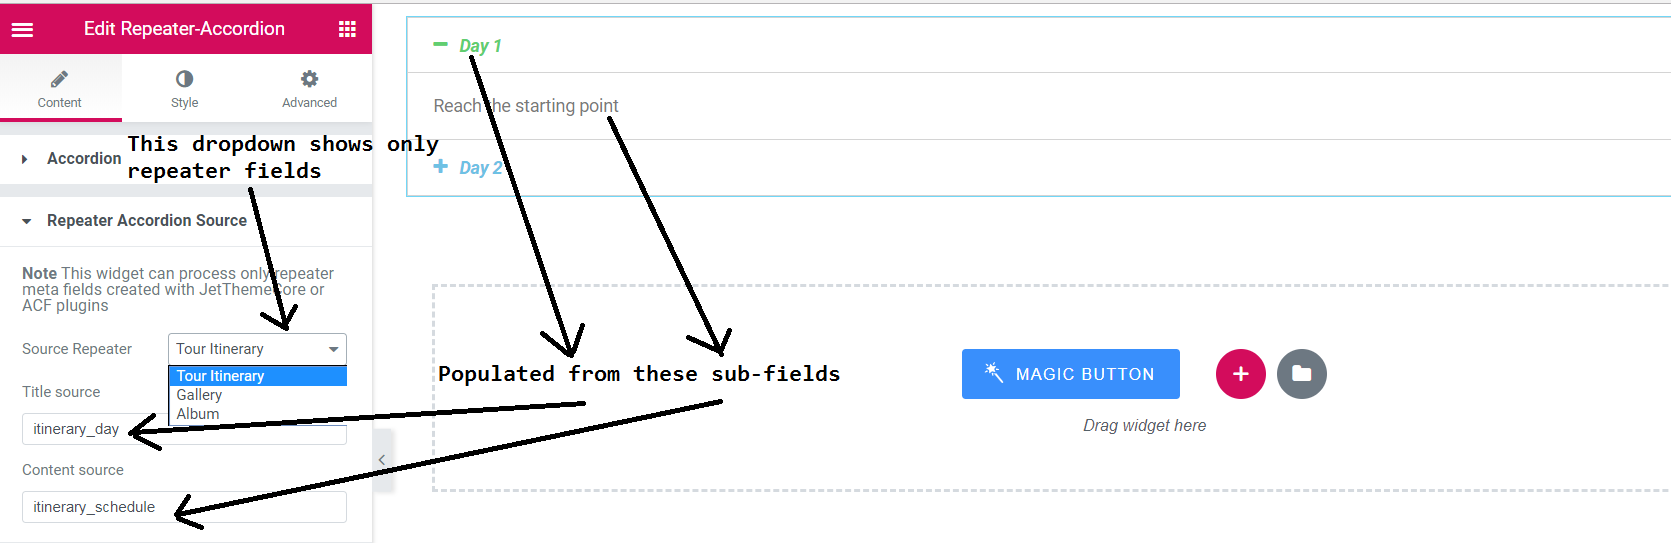 Edit Repeater-Accordion
Content
Style
Advanced
Accordion
This dropdown shows only
repeater fields
Repeater Accordion Source
Note This widget can process only repeater
meta fields created with JetThemeCore or
ACF plugins
Source Repeater
Tour Itinerary
Tour Itinerary
Gallery
Album
Title source
itinerary_day
Content source
itinerary_schedule
Day 1
Reach the starting point
Day 2
Populated from these sub-fields
MAGIC BUTTON
Drag widget here